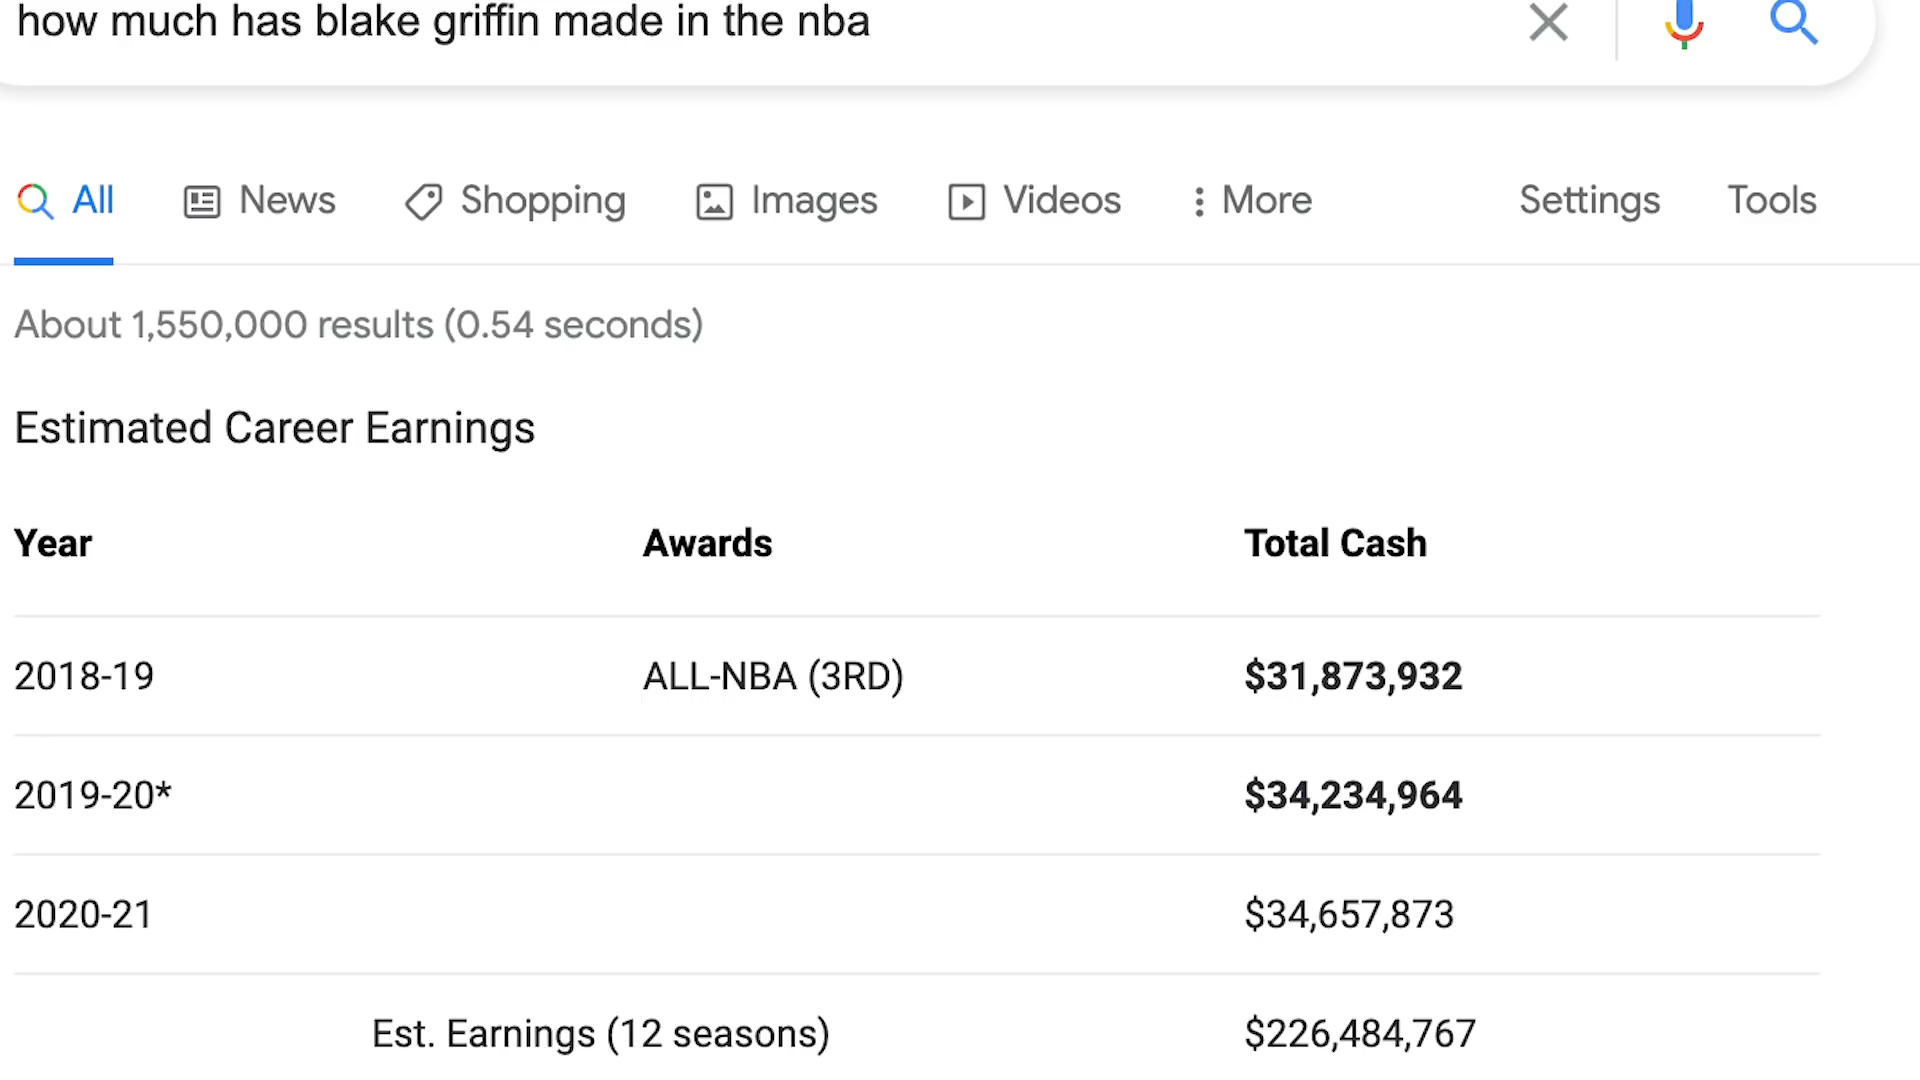 how much has blake griffin made in the nba
All News Shopping Images Videos More Settings Tools
About 1,550,000 results (0.54 seconds)
Estimated Career Earnings
Year Awards Total Cash
2018-19 ALL-NBA (3RD) $31,873,932
2019-20* $34,234,964
2020-21 $34,657,873
Est. Earnings (12 seasons) $226,484,767